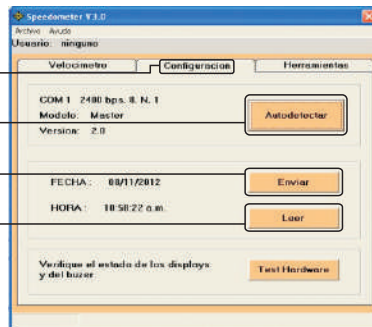 Speedometer V3.0
Archivo Ayuda
Usuario: ninguno
Velocimetro Configuracion Herramientas
COM 1 2400 bps. 8. N. 1
Modelo: Master
Version: 2.0
Autodetectar
FECHA: 08/11/2012
Enviar
HORA: 10:58:22 a.m.
Leer
Verifique el estado de los displays
y del buzer
Test Hardware